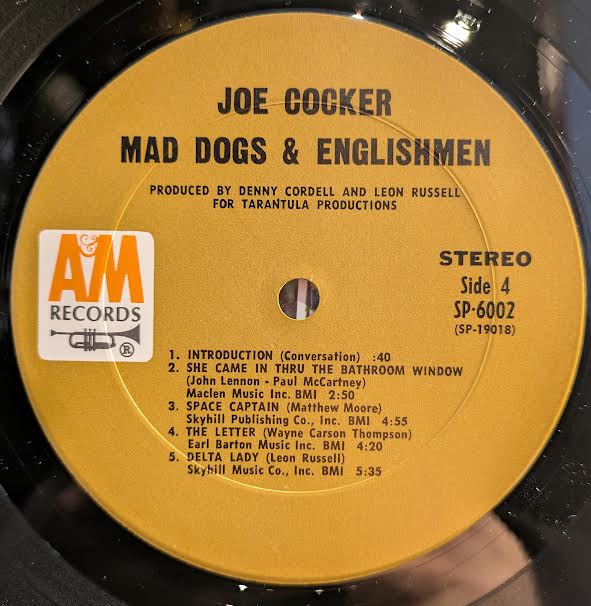 JOE COCKER
MAD DOGS & ENGLISHMEN
PRODUCED BY DENNY CORDELL AND LEON RUSSELL
FOR TARANTULA PRODUCTIONS
A&M
RECORDS
®
STEREO
Side 4
SP-6002
(SP-19018)
1. INTRODUCTION (Conversation) :40
2. SHE CAME IN THRU THE BATHROOM WINDOW
(John Lennon - Paul McCartney)
Maclen Music Inc. BMI 2:50
3. SPACE CAPTAIN (Matthew Moore)
Skyhill Publishing Co., Inc. BMI 4:55
4. THE LETTER (Wayne Carson Thompson)
Earl Barton Music Inc. BMI 4:20
5. DELTA LADY (Leon Russell)
Skyhill Music Co., Inc. BMI 5:35